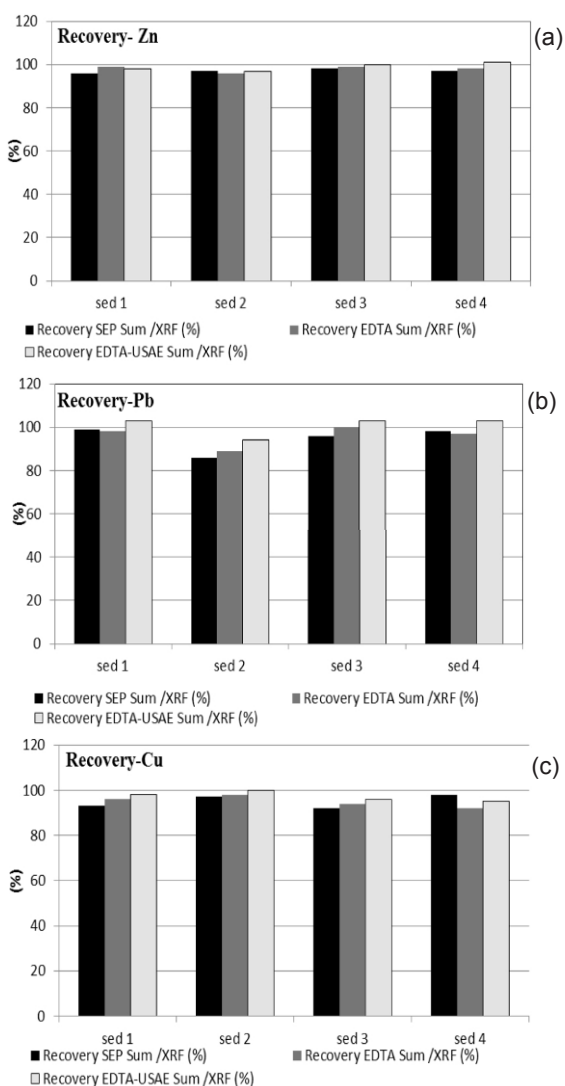 Recovery- Zn
(a)
120
100
80
60
40
20
0
(%)
sed 1 sed 2 sed 3 sed 4
Recovery SEP Sum /XRF (%) Recovery EDTA Sum /XRF (%)
Recovery EDTA-USAE Sum /XRF (%)
Recovery-Pb
(b)
120
100
80
60
40
20
0
(%)
sed 1 sed 2 sed 3 sed 4
Recovery SEP Sum /XRF (%) Recovery EDTA Sum /XRF (%)
Recovery EDTA-USAE Sum /XRF (%)
Recovery-Cu
(c)
120
100
80
60
40
20
0
(%)
sed 1 sed 2 sed 3 sed 4
Recovery SEP Sum /XRF (%) Recovery EDTA Sum /XRF (%)
Recovery EDTA-USAE Sum /XRF (%)